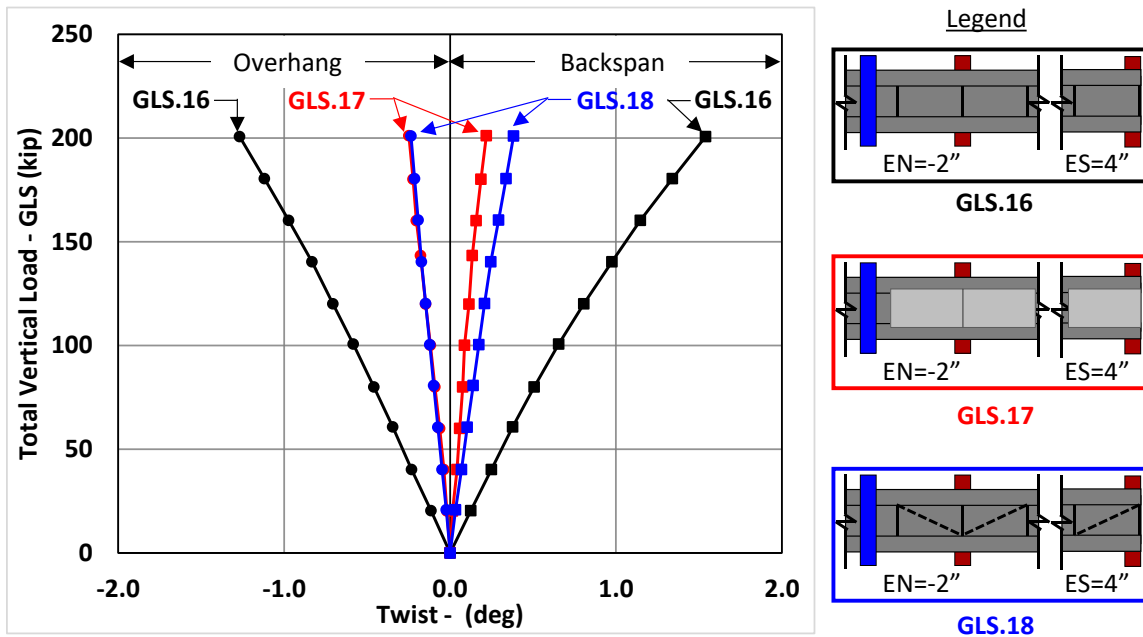 250
200
150
100
50
0
Total Vertical Load - GLS (kip)
-2.0
-1.0
0.0
1.0
2.0
Twist - (deg)
Overhang
Backspan
GLS.16
GLS.17
GLS.18
GLS.16
Legend
EN=-2” ES=4”
GLS.16
EN=-2” ES=4”
GLS.17
EN=-2” ES=4”
GLS.18